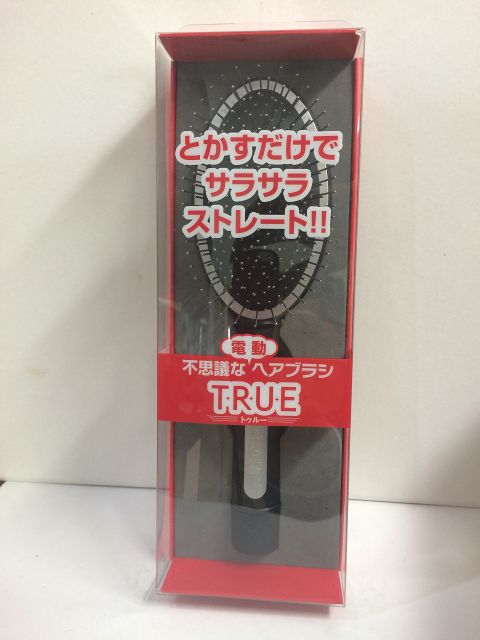 とかすだけで
サラサラ
ストレート!!
電動
不思議なヘアブラシ
T・R・U・E
トゥルー